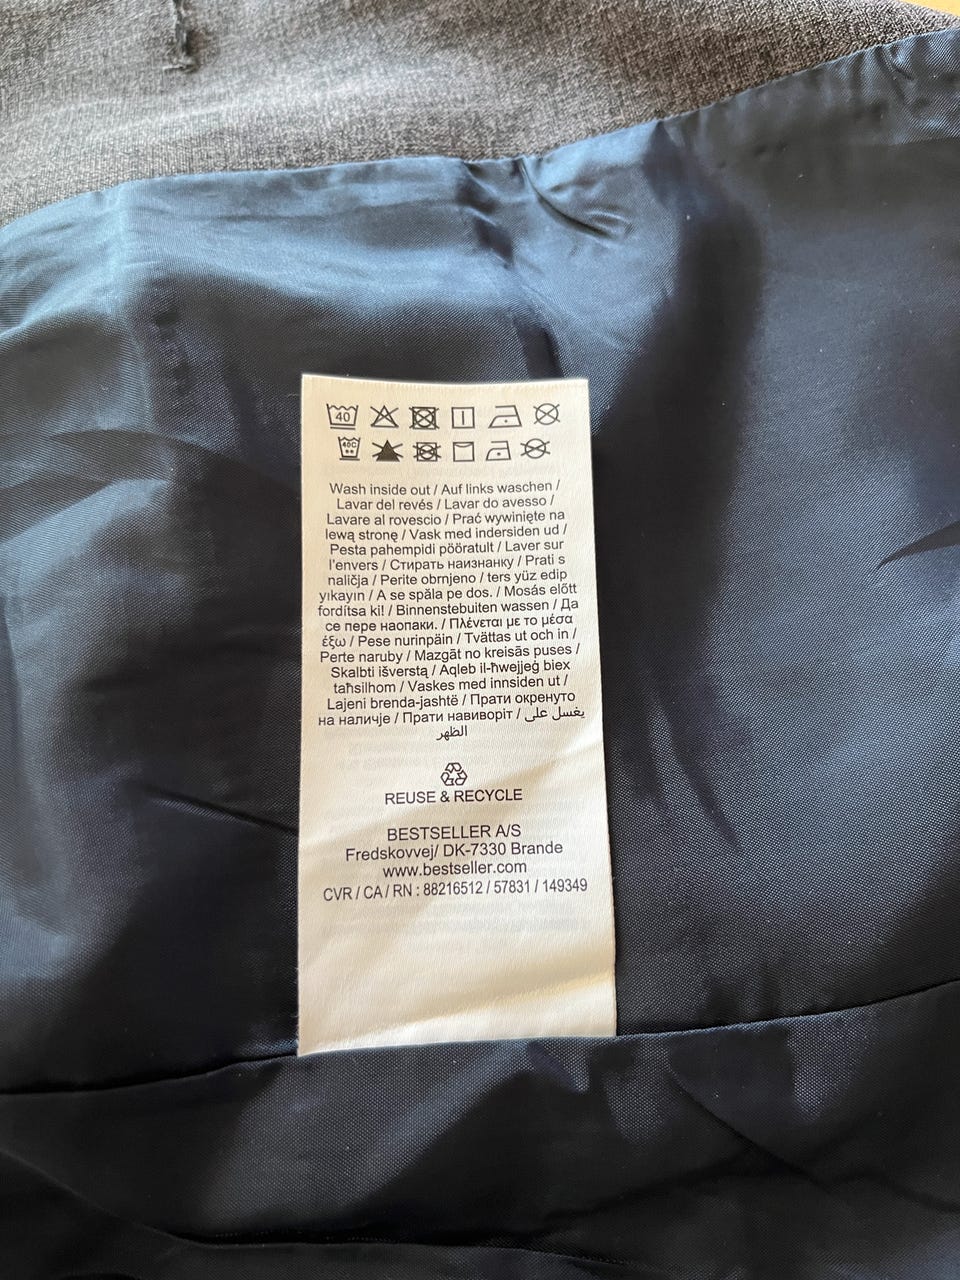 40
40C
Wash inside out / Auf links waschen /
Lavar del revés / Lavar do avesso /
Lavare al rovescio / Prać wywinięte na
lewą stronę / Vask med indersiden ud /
Pesta pahempidi pööratult / Laver sur
l'envers / Стирать наизнанку / Prati s
naličja / Perite obrnjeno / ters yüz edip
yıkayın / A se spăla pe dos. / Mosás előtt
fordítsa ki! / Binnenstebuiten wassen / Да
се пере наопаки. / Πλένεται με το μέσα
έξω / Pese nurinpäin / Tvättas ut och in /
Perte naruby / Mazgāt no kreisās puses /
Skalbti išverstą / Aqleb il-ħwejjeġ biex
taħsilhom / Vaskes med innsiden ut /
Lajeni brenda-jashtë / Прати окренуто
на наличје / Прати навиворіт / يغسل على
الظهر
REUSE & RECYCLE
BESTSELLER A/S
Fredskovvej/ DK-7330 Brande
www.bestseller.com
CVR / CA / RN : 88216512 / 57831 / 149349